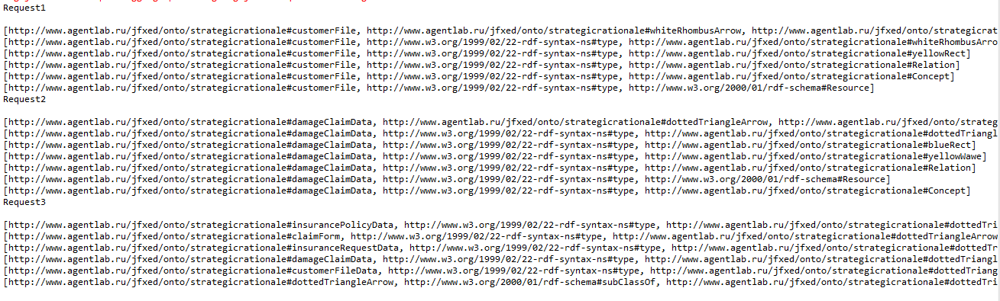 Request1
[http://www.agentlab.ru/jfxed/onto/strategicrationale#customerFile, http://www.agentlab.ru/jfxed/onto/strategicrationale#whiteRhombusArrow, http://www.agentlab.ru/jfxed/onto/strategicrat
[http://www.agentlab.ru/jfxed/onto/strategicrationale#customerFile, http://www.w3.org/1999/02/22-rdf-syntax-ns#type, http://www.agentlab.ru/jfxed/onto/strategicrationale#whiteRhombusArro
[http://www.agentlab.ru/jfxed/onto/strategicrationale#customerFile, http://www.w3.org/1999/02/22-rdf-syntax-ns#type, http://www.agentlab.ru/jfxed/onto/strategicrationale#yellowRect]
[http://www.agentlab.ru/jfxed/onto/strategicrationale#customerFile, http://www.w3.org/1999/02/22-rdf-syntax-ns#type, http://www.agentlab.ru/jfxed/onto/strategicrationale#Relation]
[http://www.agentlab.ru/jfxed/onto/strategicrationale#customerFile, http://www.w3.org/1999/02/22-rdf-syntax-ns#type, http://www.agentlab.ru/jfxed/onto/strategicrationale#Concept]
[http://www.agentlab.ru/jfxed/onto/strategicrationale#customerFile, http://www.w3.org/1999/02/22-rdf-syntax-ns#type, http://www.w3.org/2000/01/rdf-schema#Resource]
Request2
[http://www.agentlab.ru/jfxed/onto/strategicrationale#damageClaimData, http://www.agentlab.ru/jfxed/onto/strategicrationale#dottedTriangleArrow, http://www.agentlab.ru/jfxed/onto/strateg
[http://www.agentlab.ru/jfxed/onto/strategicrationale#damageClaimData, http://www.w3.org/1999/02/22-rdf-syntax-ns#type, http://www.agentlab.ru/jfxed/onto/strategicrationale#dottedTriangl
[http://www.agentlab.ru/jfxed/onto/strategicrationale#damageClaimData, http://www.w3.org/1999/02/22-rdf-syntax-ns#type, http://www.agentlab.ru/jfxed/onto/strategicrationale#blueRect]
[http://www.agentlab.ru/jfxed/onto/strategicrationale#damageClaimData, http://www.w3.org/1999/02/22-rdf-syntax-ns#type, http://www.agentlab.ru/jfxed/onto/strategicrationale#yellowWawe]
[http://www.agentlab.ru/jfxed/onto/strategicrationale#damageClaimData, http://www.w3.org/1999/02/22-rdf-syntax-ns#type, http://www.agentlab.ru/jfxed/onto/strategicrationale#Relation]
[http://www.agentlab.ru/jfxed/onto/strategicrationale#damageClaimData, http://www.w3.org/1999/02/22-rdf-syntax-ns#type, http://www.w3.org/2000/01/rdf-schema#Resource]
[http://www.agentlab.ru/jfxed/onto/strategicrationale#damageClaimData, http://www.w3.org/1999/02/22-rdf-syntax-ns#type, http://www.agentlab.ru/jfxed/onto/strategicrationale#Concept]
Request3
[http://www.agentlab.ru/jfxed/onto/strategicrationale#insurancePolicyData, http://www.w3.org/1999/02/22-rdf-syntax-ns#type, http://www.agentlab.ru/jfxed/onto/strategicrationale#dottedTri
[http://www.agentlab.ru/jfxed/onto/strategicrationale#claimForm, http://www.w3.org/1999/02/22-rdf-syntax-ns#type, http://www.agentlab.ru/jfxed/onto/strategicrationale#dottedTriangleArrow
[http://www.agentlab.ru/jfxed/onto/strategicrationale#insuranceRequestData, http://www.w3.org/1999/02/22-rdf-syntax-ns#type, http://www.agentlab.ru/jfxed/onto/strategicrationale#dottedTr
[http://www.agentlab.ru/jfxed/onto/strategicrationale#damageClaimData, http://www.w3.org/1999/02/22-rdf-syntax-ns#type, http://www.agentlab.ru/jfxed/onto/strategicrationale#dottedTriangl
[http://www.agentlab.ru/jfxed/onto/strategicrationale#customerFileData, http://www.w3.org/1999/02/22-rdf-syntax-ns#type, http://www.agentlab.ru/jfxed/onto/strategicrationale#dottedTriang
[http://www.agentlab.ru/jfxed/onto/strategicrationale#dottedTriangleArrow, http://www.w3.org/2000/01/rdf-schema#subClassOf, http://www.agentlab.ru/jfxed/onto/strategicrationale#dottedTri